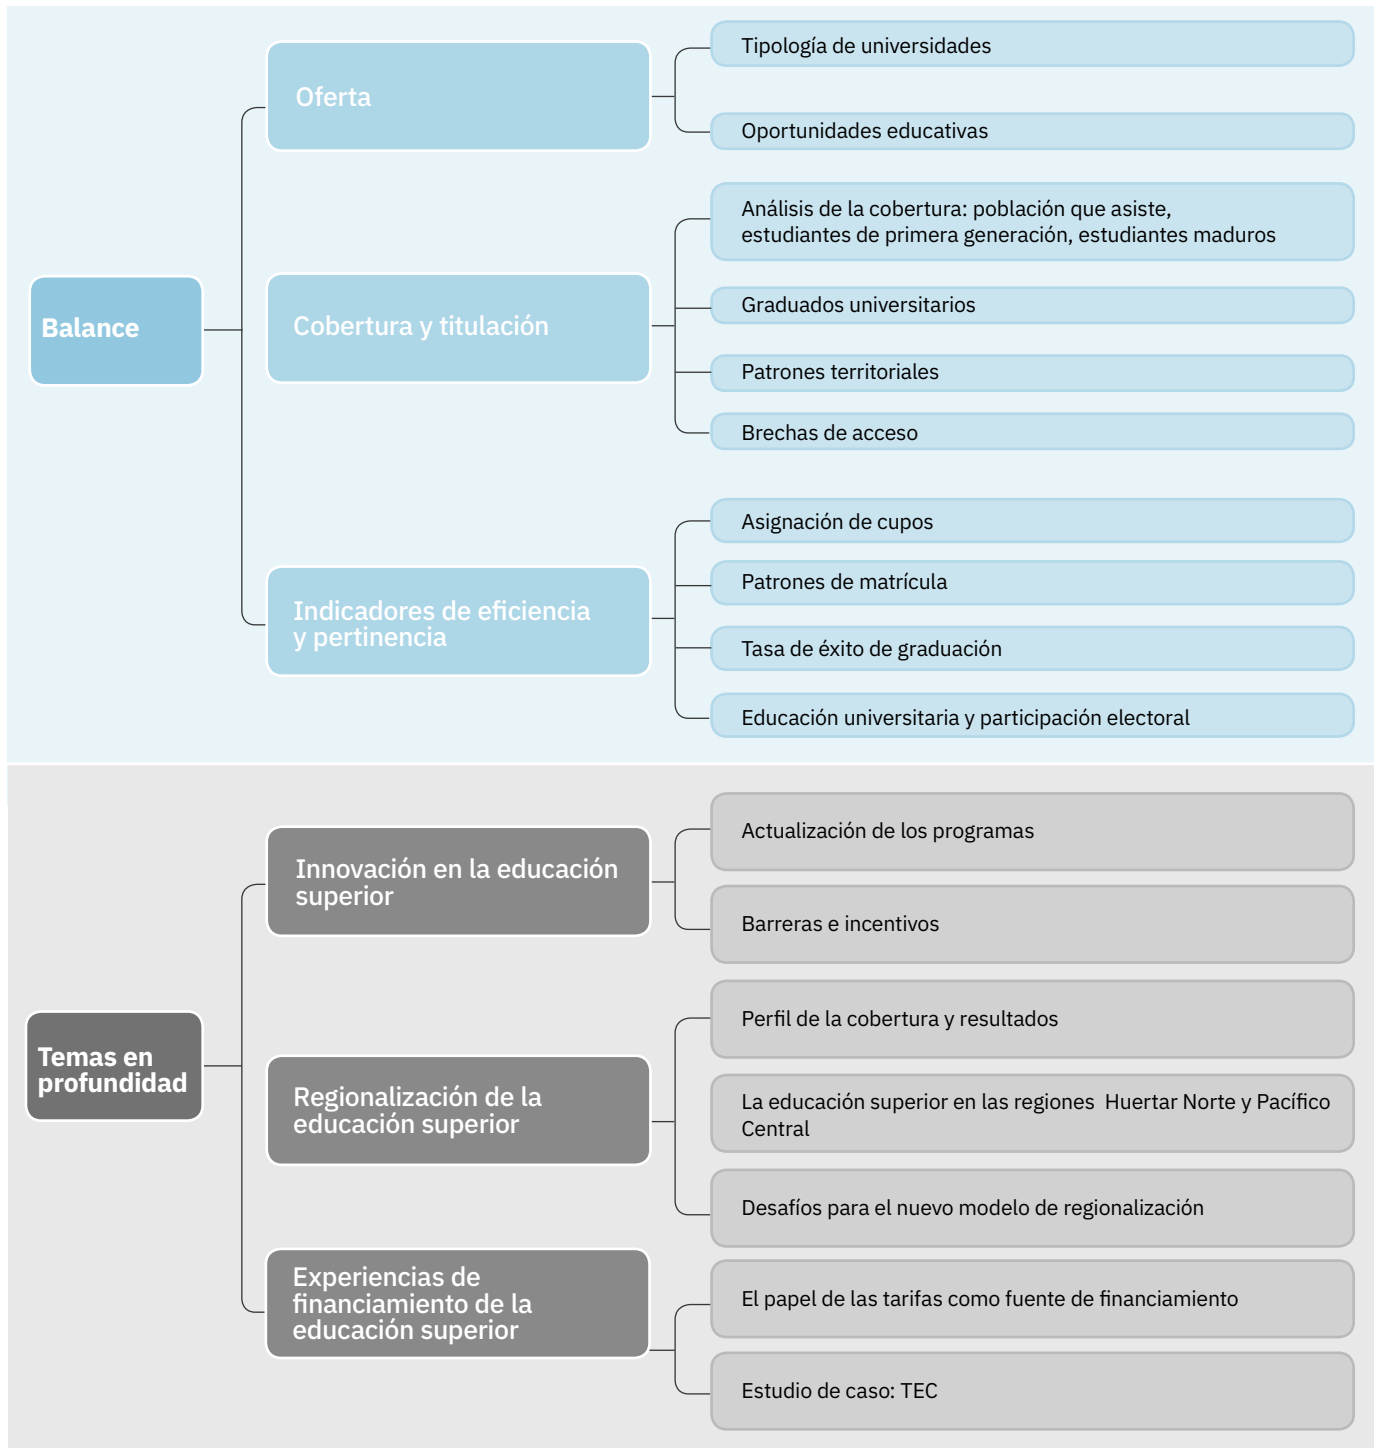 Balance
Oferta
Tipología de universidades
Oportunidades educativas
Cobertura y titulación
Análisis de la cobertura: población que asiste,
estudiantes de primera generación, estudiantes maduros
Graduados universitarios
Patrones territoriales
Brechas de acceso
Indicadores de eficiencia
y pertinencia
Asignación de cupos
Patrones de matrícula
Tasa de éxito de graduación
Educación universitaria y participación electoral
Temas en
profundidad
Innovación en la educación
superior
Actualización de los programas
Barreras e incentivos
Regionalización de la
educación superior
Perfil de la cobertura y resultados
La educación superior en las regiones  Huertar Norte y Pacífico
Central
Desafíos para el nuevo modelo de regionalización
Experiencias de
financiamiento de la
educación superior
El papel de las tarifas como fuente de financiamiento
Estudio de caso: TEC